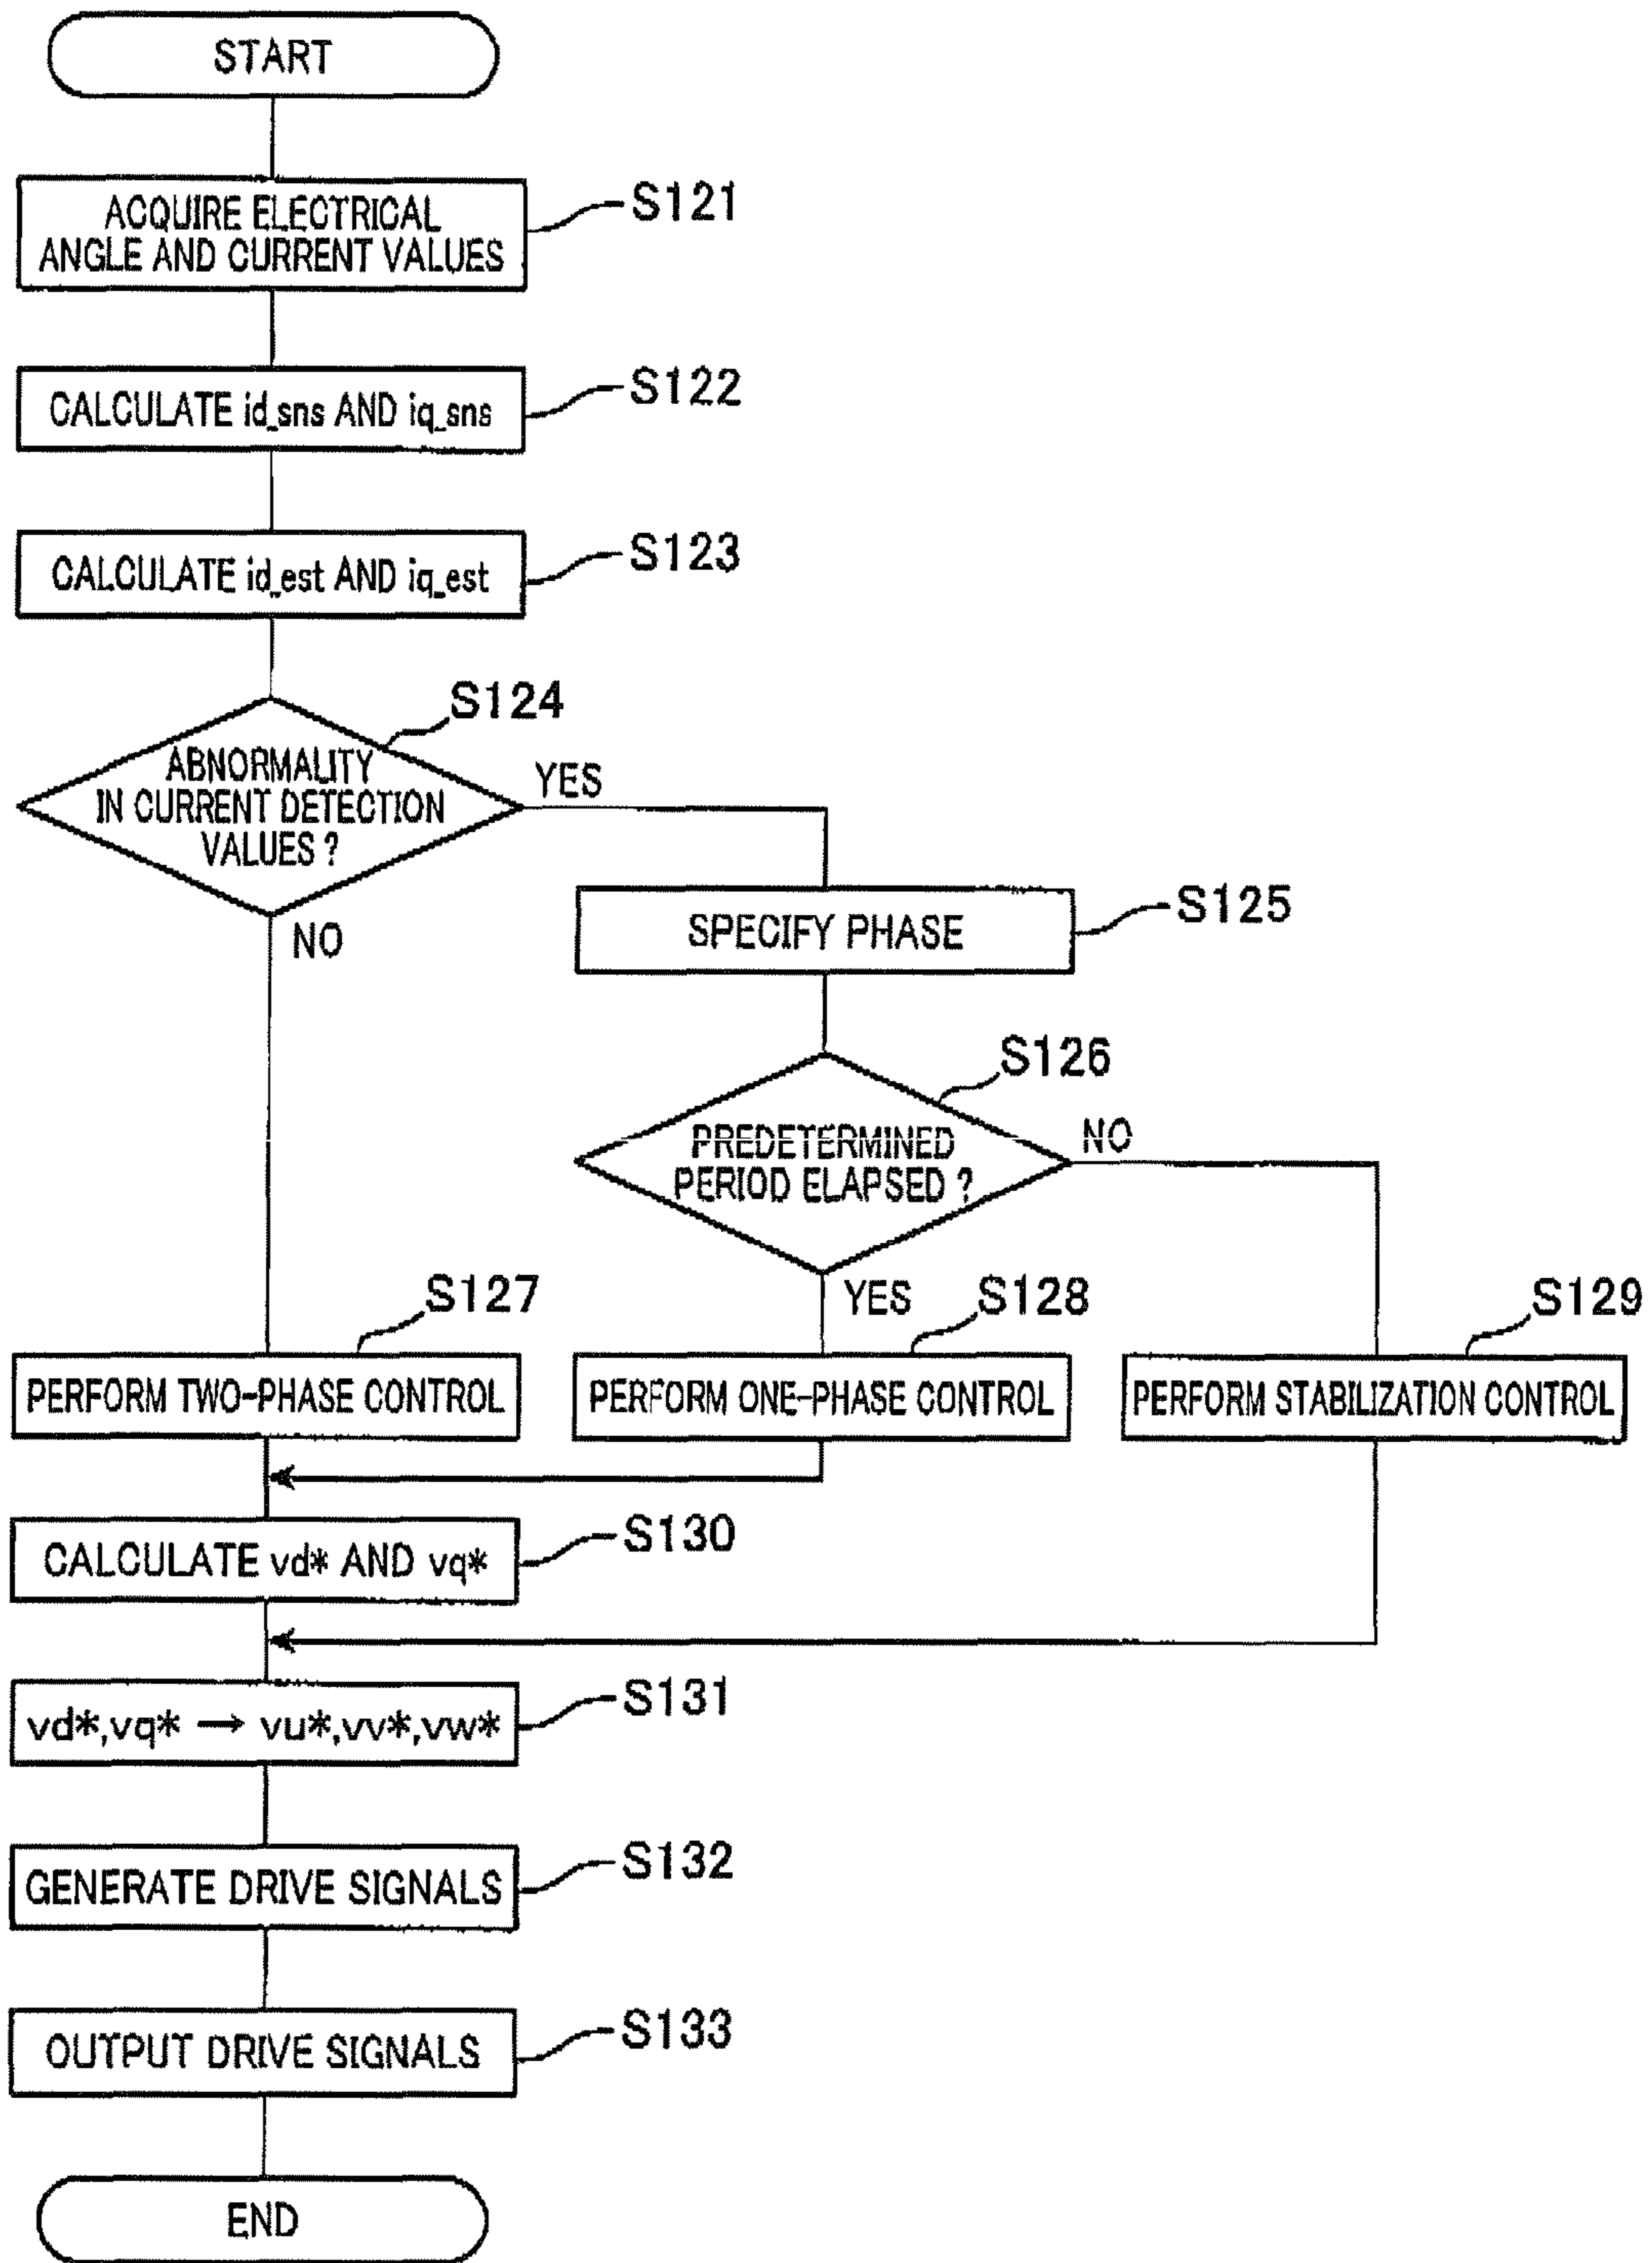 START
ACQUIRE ELECTRICAL
ANGLE AND CURRENT VALUES
S121
CALCULATE id_sns AND iq_sns
S122
CALCULATE id_est AND iq_est
S123
S124
ABNORMALITY
IN CURRENT DETECTION
VALUES ?
YES
NO
SPECIFY PHASE
S125
S126
PREDETERMINED
PERIOD ELAPSED ?
NO
YES
S127
S128
S129
PERFORM TWO-PHASE CONTROL
PERFORM ONE-PHASE CONTROL
PERFORM STABILIZATION CONTROL
CALCULATE vd* AND vq*
S130
vd*,vq* → vu*,vv*,vw*
S131
GENERATE DRIVE SIGNALS
S132
OUTPUT DRIVE SIGNALS
S133
END